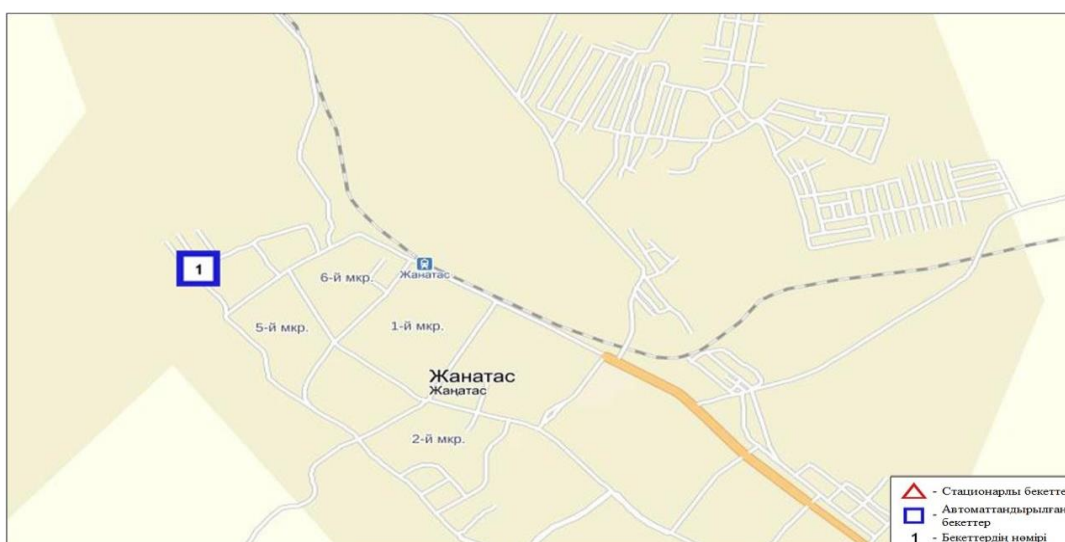 1
6-й мкр.
Жанатас
5-й мкр.
1-й мкр.
Жанатас
Жаңатас
2-й мкр.
- Стационарлы бекетте
- Автоматтандырылған
бекеттер
1 - Бекеттердің нөмірі